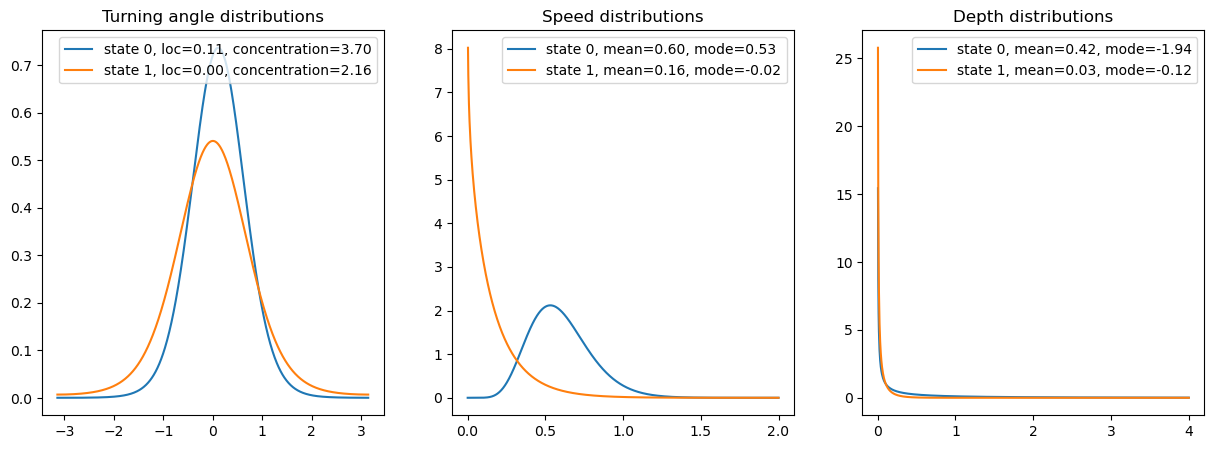 Turning angle distributions
state 0, loc=0.11, concentration=3.70
state 1, loc=0.00, concentration=2.16
0.7
0.6
0.5
0.4
0.3
0.2
0.1
0.0
−3 −2 −1 0 1 2 3
Speed distributions
state 0, mean=0.60, mode=0.53
state 1, mean=0.16, mode=-0.02
8
7
6
5
4
3
2
1
0
0.0 0.5 1.0 1.5 2.0
Depth distributions
state 0, mean=0.42, mode=-1.94
state 1, mean=0.03, mode=-0.12
25
20
15
10
5
0
0 1 2 3 4